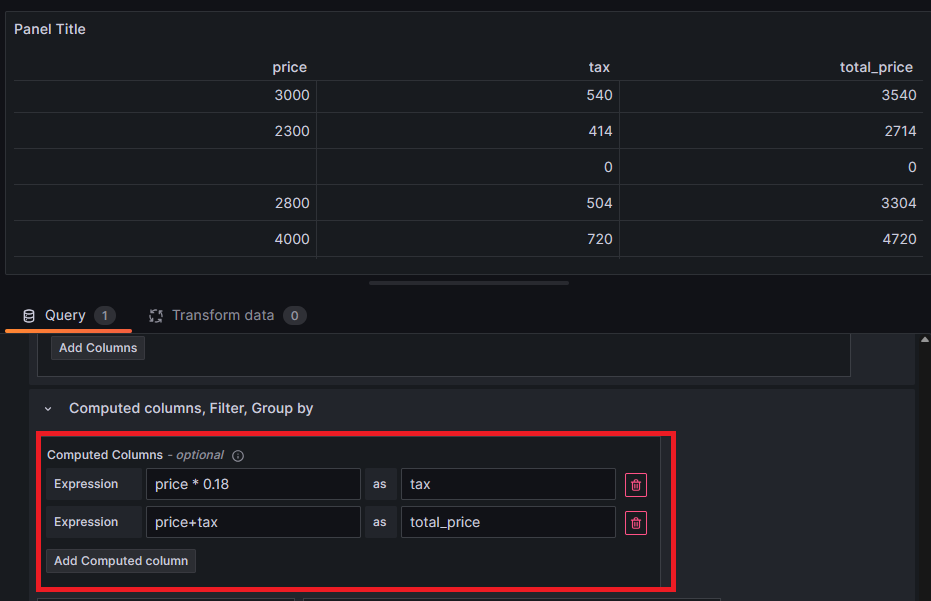 Panel Title
price tax total_price
3000 540 3540
2300 414 2714
0 0
2800 504 3304
4000 720 4720
Query 1 Transform data 0
Add Columns
Computed columns, Filter, Group by
Computed Columns - optional
Expression price * 0.18 as tax
Expression price+tax as total_price
Add Computed column